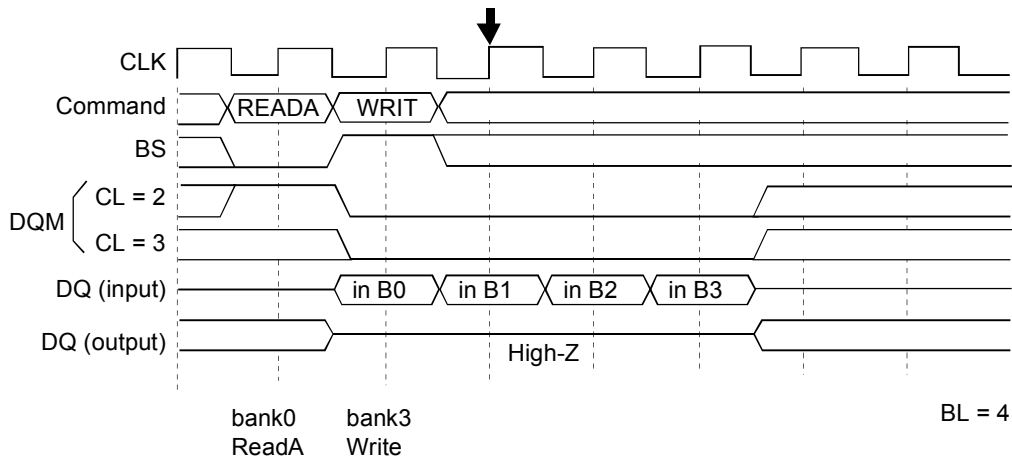 CLK
Command READA WRIT
BS
DQM
CL = 2
CL = 3
DQ (input) in B0 in B1 in B2 in B3
DQ (output)
High-Z
bank0 bank3 BL = 4
ReadA Write